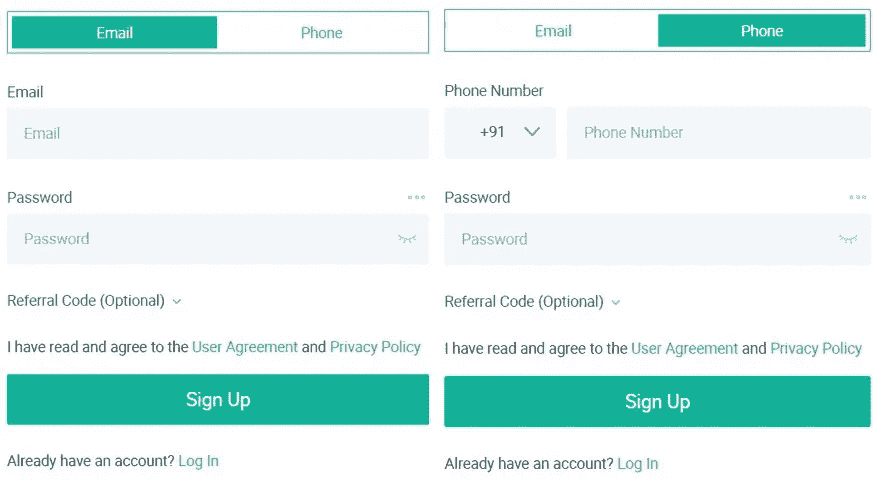 Email Phone
Email
Email
Password
Password
Referral Code (Optional)
I have read and agree to the User Agreement and Privacy Policy
Sign Up
Already have an account? Log In
Email Phone
Phone Number
+91 Phone Number
Password
Password
Referral Code (Optional)
I have read and agree to the User Agreement and Privacy Policy
Sign Up
Already have an account? Log In